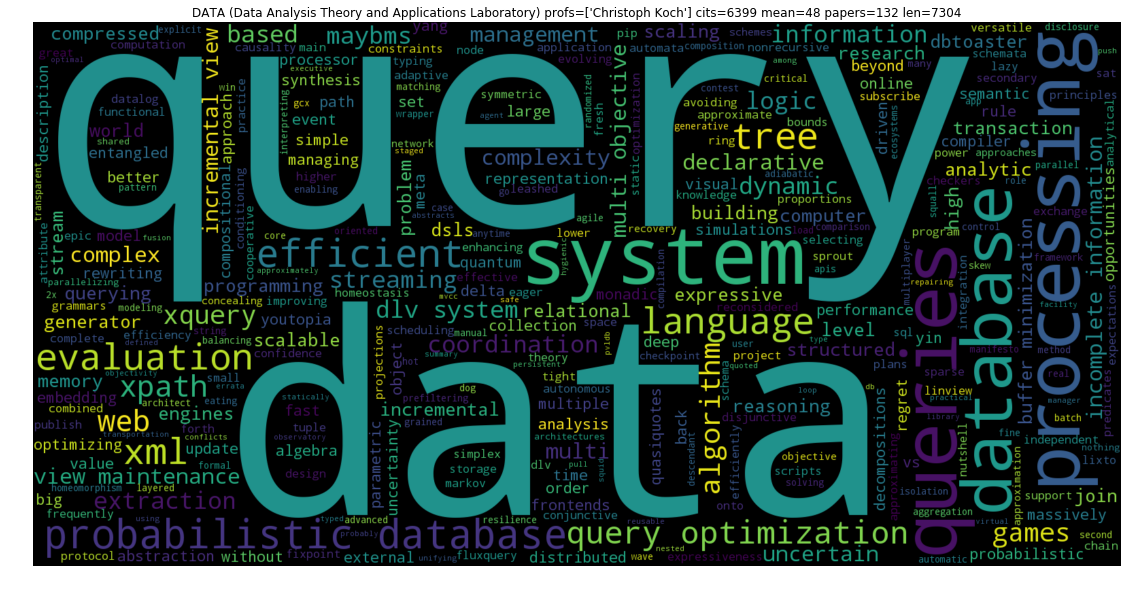 DATA (Data Analysis Theory and Applications Laboratory) profs=['Christoph Koch'] cits=6399 mean=48 papers=132 len=7304
query
data
system
processing
database
queries
probabilistic database
query optimization
efficient
language
evaluation
tree
xml
web
xpath
xquery
algorithm
extraction
view maintenance
incremental view
multi objective
declarative
dynamic
logic
information
management
maybms
based
compressed
complex
streaming
coordination
dlv system
relational
incremental
multi
games
uncertain
join
analytic
transaction
research
dbtoaster
scaling
building
complexity
representation
reasoning
structured
level
performance
expressive
simulations
computer
visual
semantic
online
beyond
subscribe
driven
rule
compiler
high
buffer minimization
incomplete information
opportunities
massively
probabilistic
distributed
external
without
abstraction
protocol
frequently
big
optimizing
value
update
engines
memory
embedding
generator
scalable
youtopia
querying
rewriting
programming
stream
entangled
better
world
description
compositional
approach
synthesis
processor
event
path
set
simple
managing
large
symmetric
problem
meta
dsls
quantum
delta
collection
deep
analysis
multiple
time
order
frontends
storage
markov
simplex
algebra
tuple
fast
uncertainty
parametric
object
projections
quasiquotes
back
decompositions
regret
vs
yin
linview
sparse
plans
sql
program
sprout
apis
selecting
proportions
bounds
approximate
avoiding
automata
nonrecursive
schemata
lazy
versatile
disclosure
principles
secondary
sat
yang
constraints
causality
main
computation
explicit
great
optimal
datalog
functional
shared
pattern
win
practice
conditioning
cooperative
interpreting
gcx
executive
typing
adaptive
matching
wrapper
network
staged
agent
node
application
evolving
pip
schemes
composition
among
critical
contest
generative
ring
randomized
fresh
static
optimization
knowledge
adiabatic
load
comparison
ecosystems
many
app
power
approaches
parallel
push
analytical
checkers
role
exchange
control
framework
skew
integration
squall
repairing
multiplayer
reconsidered
monadic
compilation
hygienic
recovery
lower
agile
unleashed
go
anytime
case
abstracts
higher
enabling
core
oriented
model
fusion
epic
attribute
transparent
parallelizing
2x
modeling
concealing
improving
homeostasis
approximately
effective
enhancing
eager
mvcc
safe
grammars
complete
efficiency
string
balancing
confidence
scheduling
manual
space
theory
pvldb
checkpoint
user
project
type
schema
quoted
tight
persistent
summary
hot
dog
prefiltering
autonomous
grained
architectures
pull
squid
dlv
descendant
conjunctive
resilience
advanced
typed
fluxquery
unifying
wave
nested
reusable
expressiveness
efficiently
onto
disjunctive
scripts
solving
objective
loop
db
practical
library
manifesto
nutshell
isolation
aggregation
virtual
automatic
approximating
approximation
fine
independent
support
batch
real
method
facility
manager
predicates
expectations
lixto
nothing
second
chain
objectivity
small
errata
architect
eating
combined
publish
transportation
conflicts
forth
statically
observatory
design
formal
layered
homeomorphism
defined
using
fixpoint
probably